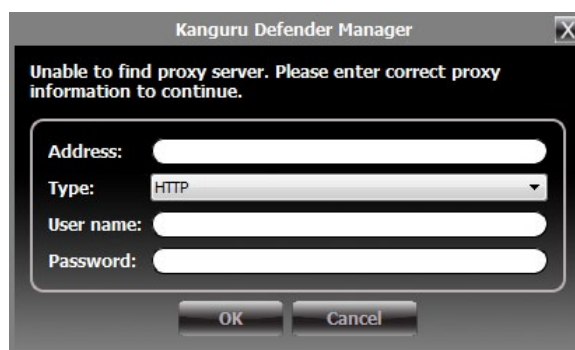 Kanguru Defender Manager X
Unable to find proxy server. Please enter correct proxy
information to continue.
Address:
Type: HTTP
User name:
Password:
OK Cancel